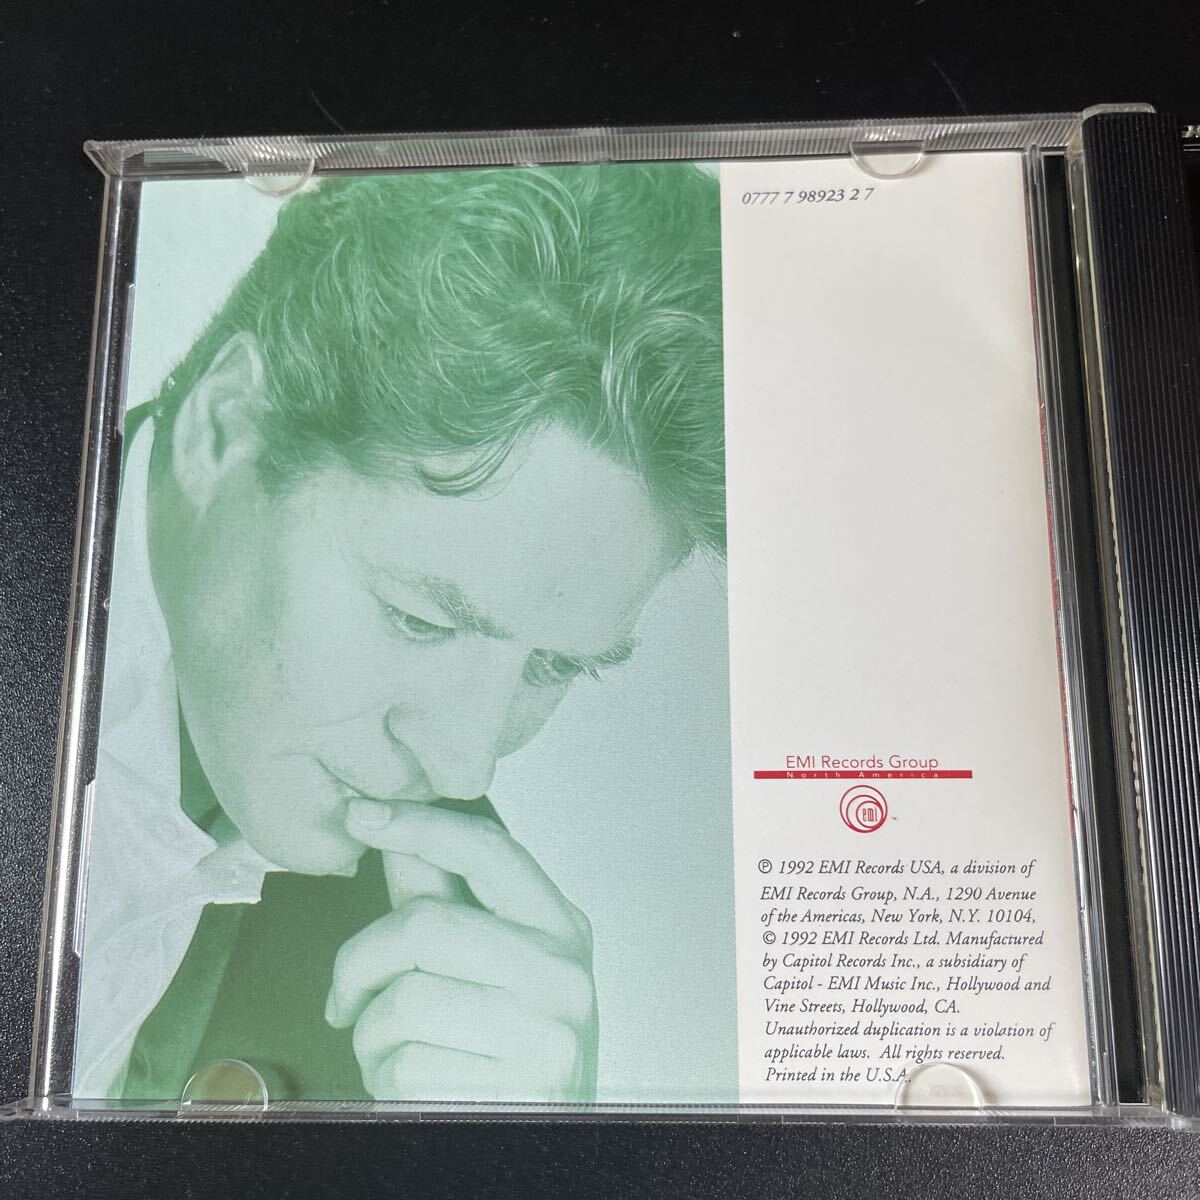 0777 7 98923 2 7
EMI Records Group
North America
emi ™
℗ 1992 EMI Records USA, a division of
EMI Records Group, N.A., 1290 Avenue
of the Americas, New York, N.Y. 10104,
© 1992 EMI Records Ltd. Manufactured
by Capitol Records Inc., a subsidiary of
Capitol - EMI Music Inc., Hollywood and
Vine Streets, Hollywood, CA.
Unauthorized duplication is a violation of
applicable laws. All rights reserved.
Printed in the U.S.A.